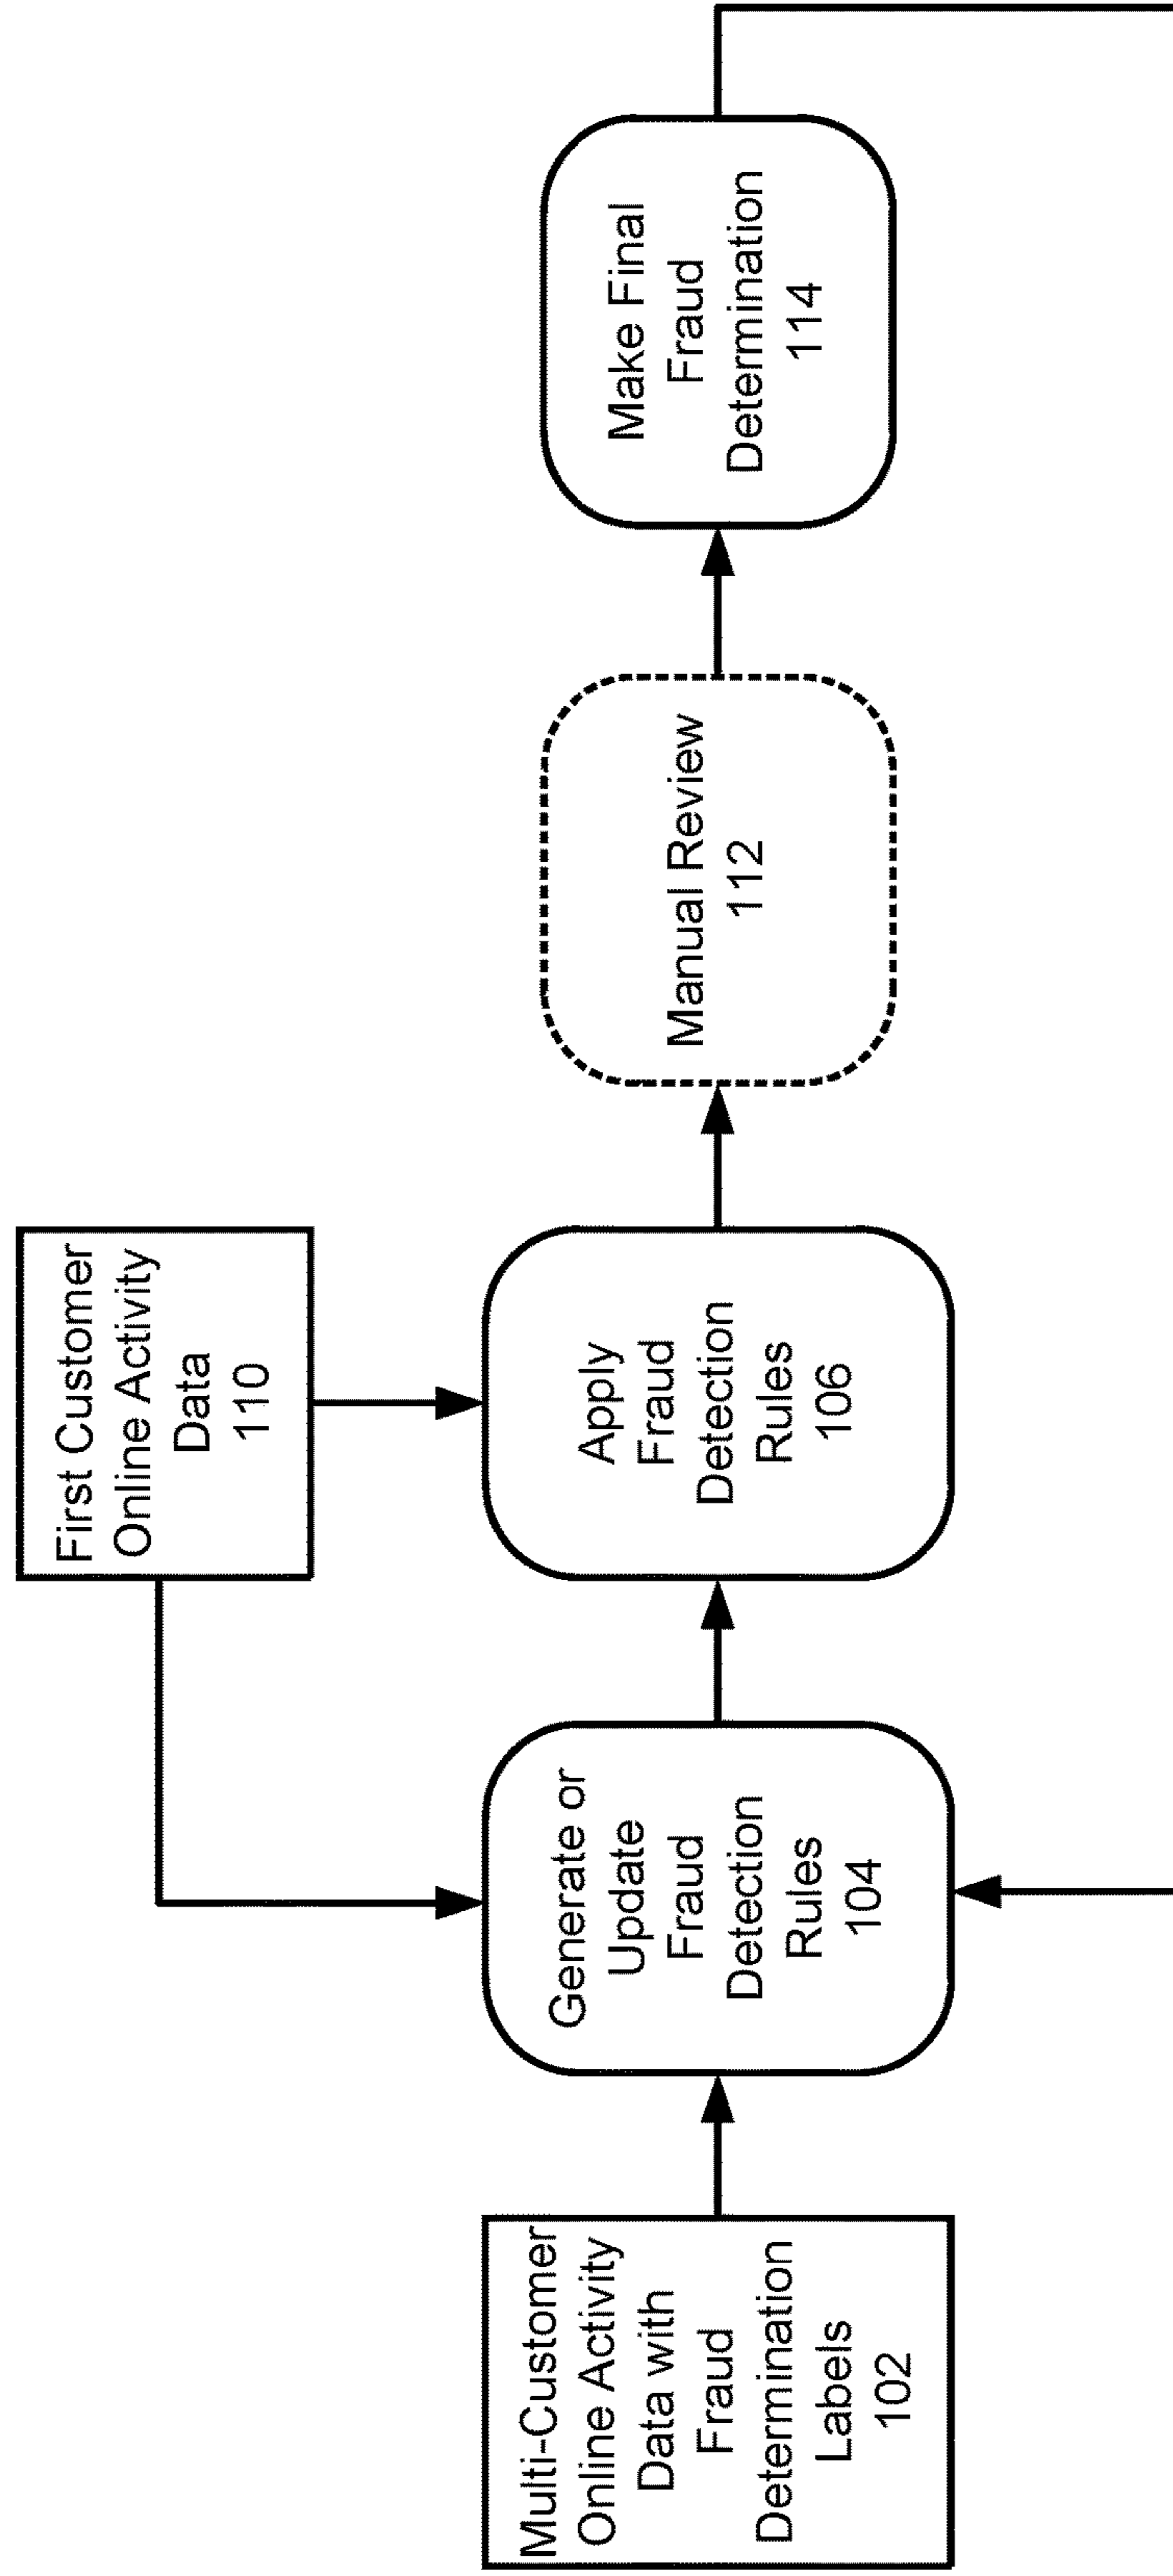 First Customer
Online Activity
Data
110
Multi-Customer
Online Activity
Data with
Fraud
Determination
Labels
102
Generate or
Update
Fraud
Detection
Rules
104
Apply
Fraud
Detection
Rules
106
Manual Review
112
Make Final
Fraud
Determination
114